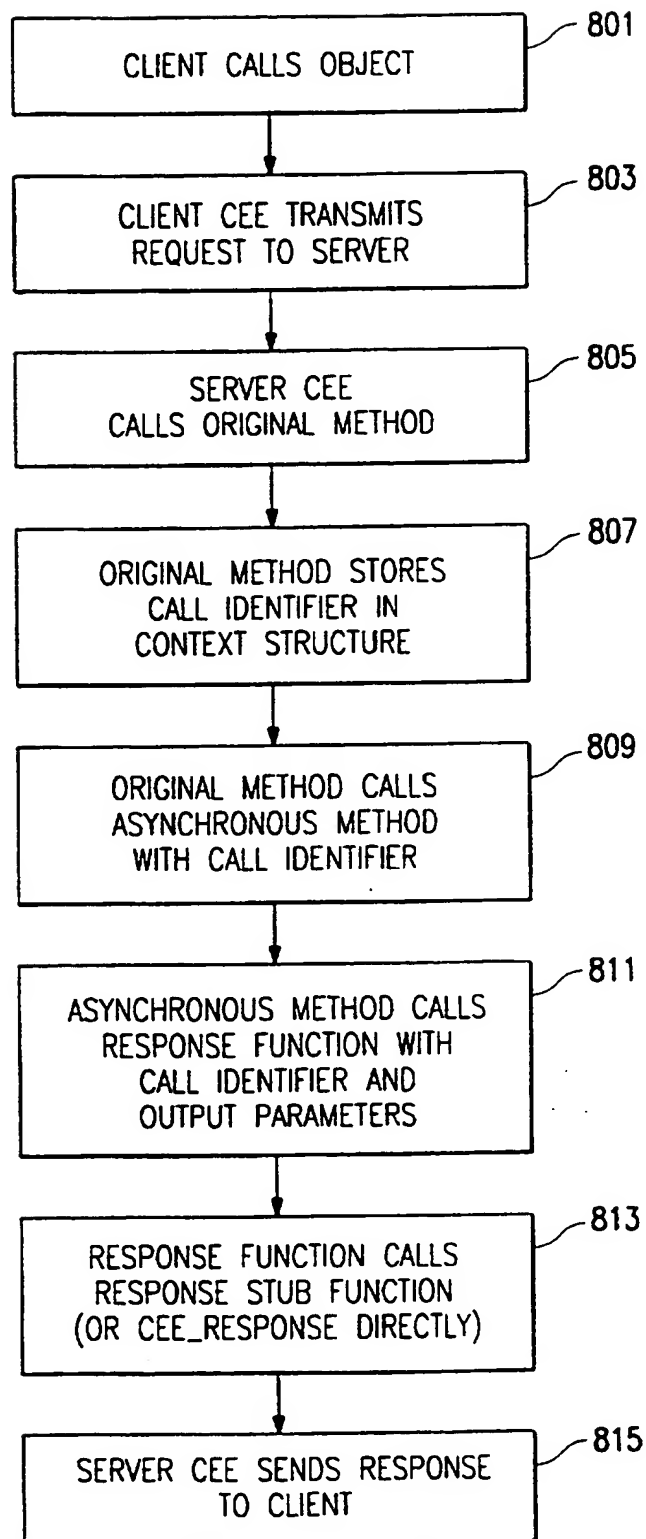 801
CLIENT CALLS OBJECT
803
CLIENT CEE TRANSMITS
REQUEST TO SERVER
805
SERVER CEE
CALLS ORIGINAL METHOD
807
ORIGINAL METHOD STORES
CALL IDENTIFIER IN
CONTEXT STRUCTURE
809
ORIGINAL METHOD CALLS
ASYNCHRONOUS METHOD
WITH CALL IDENTIFIER
811
ASYNCHRONOUS METHOD CALLS
RESPONSE FUNCTION WITH
CALL IDENTIFIER AND
OUTPUT PARAMETERS
813
RESPONSE FUNCTION CALLS
RESPONSE STUB FUNCTION
(OR CEE_RESPONSE DIRECTLY)
815
SERVER CEE SENDS RESPONSE
TO CLIENT